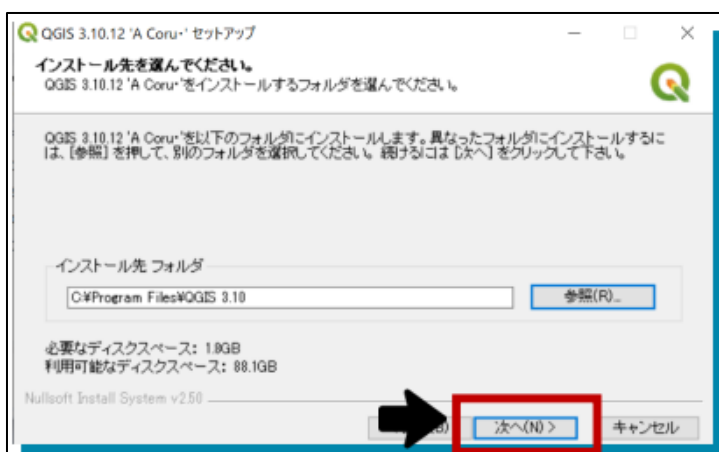 QGIS 3.10.12 'A Coru・' セットアップ
インストール先を選んでください。
QGIS 3.10.12 'A Coru・'をインストールするフォルダを選んでください。
QGIS 3.10.12 'A Coru・'を以下のフォルダにインストールします。異なったフォルダにインストールするに
は、[参照] を押して、別のフォルダを選択してください。 続けるには [次へ] をクリックして下さい。
インストール先 フォルダ
C:¥Program Files¥QGIS 3.10
参照(R)...
必要なディスクスペース: 1.9GB
利用可能なディスクスペース: 88.1GB
Nullsoft Install System v2.50
次へ(N) >
キャンセル